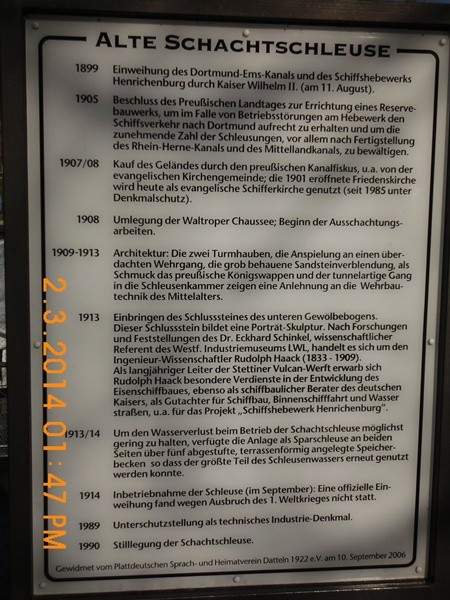 ALTE SCHACHTSCHLEUSE
1899 Einweihung des Dortmund-Ems-Kanals und des Schiffshebewerks
Henrichenburg durch Kaiser Wilhelm II. (am 11. August).
1905 Beschluss des Preußischen Landtages zur Errichtung eines Reserve-
bauwerks, um im Falle von Betriebsstörungen am Hebewerk den
Schiffsverkehr nach Dortmund aufrecht zu erhalten und um die
zunehmende Zahl der Schleusungen, vor allem nach Fertigstellung
des Rhein-Herne-Kanals und des Mittellandkanals, zu bewältigen.
1907/08 Kauf des Geländes durch den preußischen Kanalfiskus, u.a. von der
evangelischen Kirchengemeinde; die 1901 eröffnete Friedenskirche
wird heute als evangelische Schifferkirche genutzt (seit 1985 unter
Denkmalschutz).
1908 Umlegung der Waltroper Chaussee; Beginn der Ausschachtungs-
arbeiten.
1909-1913 Architektur: Die zwei Turmhauben, die Anspielung an einen über-
dachten Wehrgang, die grob behauene Sandsteinverblendung, als
Schmuck das preußische Königswappen und der tunnelartige Gang
in die Schleusenkammer zeigen eine Anlehnung an die Wehrbau-
technik des Mittelalters.
1913 Einbringen des Schlusssteines des unteren Gewölbebogens.
Dieser Schlussstein bildet eine Porträt-Skulptur. Nach Forschungen
und Feststellungen des Dr. Eckhard Schinkel, wissenschaftlicher
Referent des Westf. Industriemuseums LWL, handelt es sich um den
Ingenieur-Wissenschaftler Rudolph Haack (1833 - 1909).
Als langjähriger Leiter der Stettiner Vulcan-Werft erwarb sich
Rudolph Haack besondere Verdienste in der Entwicklung des
Eisenschiffbaues, ebenso als schiffbaulicher Berater des deutschen
Kaisers, als Gutachter für Schiffbau, Binnenschifffahrt und Wasser
straßen, u.a. für das Projekt „Schiffshebewerk Henrichenburg".
1913/14 Um den Wasserverlust beim Betrieb der Schachtschleuse möglichst
gering zu halten, verfügte die Anlage als Sparschleuse an beiden
Seiten über fünf abgestufte, terrassenförmig angelegte Speicher-
becken so dass der größte Teil des Schleusenwassers erneut genutzt
werden konnte.
1914 Inbetriebnahme der Schleuse (im September): Eine offizielle Ein-
weihung fand wegen Ausbruch des 1. Weltkrieges nicht statt.
1989 Unterschutzstellung als technisches Industrie-Denkmal.
1990 Stilllegung der Schachtschleuse.
Gewidmet vom Plattdeutschen Sprach- und Heimatverein Datteln 1922 e.V. am 10. September 2006
2.3.2014 01:47 PM